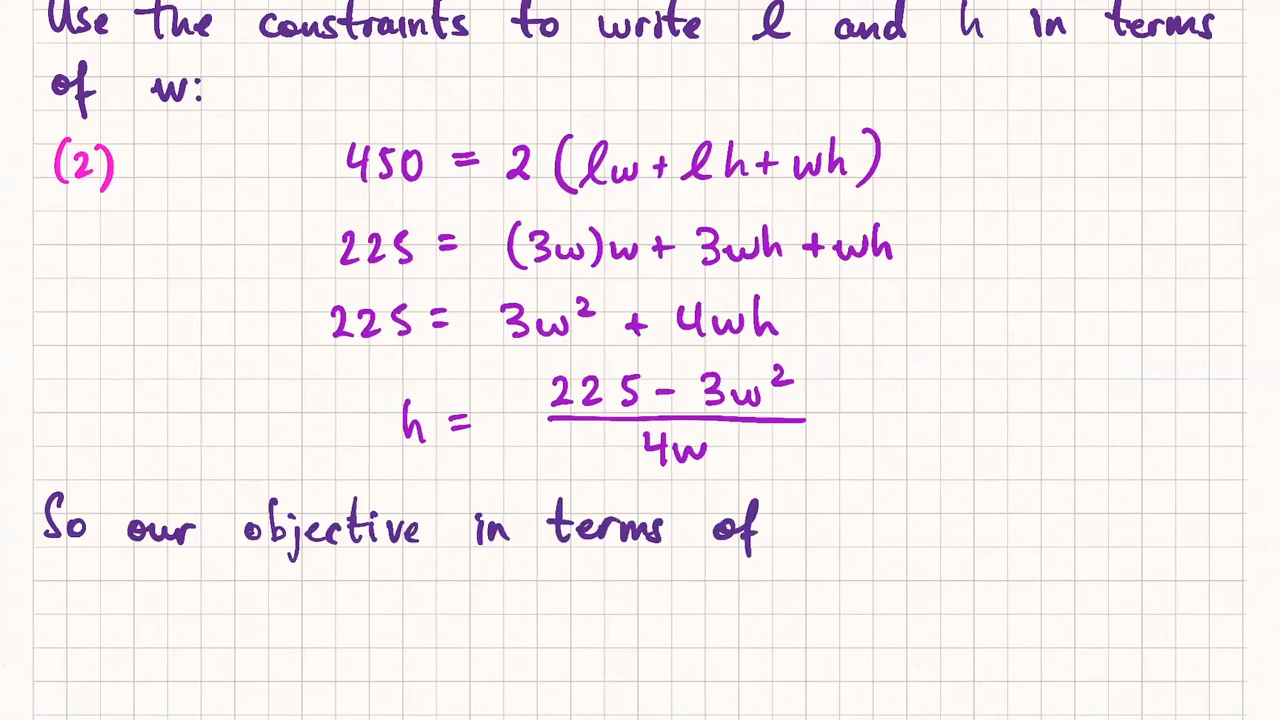 Use the constraints to write l and h in terms
of w:
(2) 450 = 2 (lw + lh + wh)
225 = (3w)w + 3wh + wh
225 = 3w² + 4wh
h = (225 - 3w²)/4w
So our objective in terms of